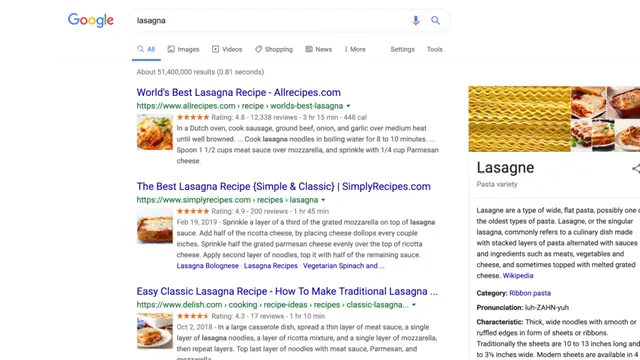 Google
lasagna
All
Images
Videos
Shopping
News
More
Settings
Tools
About 51,400,000 results (0.81 seconds)
World's Best Lasagna Recipe - Allrecipes.com
https://www.allrecipes.com › recipe › worlds-best-lasagna
Rating: 4.8 - 12,338 reviews - 3 hr 15 min - 448 cal
In a Dutch oven, cook sausage, ground beef, onion, and garlic over medium heat
until well browned. ... Cook lasagna noodles in boiling water for 8 to 10 minutes. ...
Spoon 1 1/2 cups meat sauce over mozzarella, and sprinkle with 1/4 cup Parmesan
cheese.
The Best Lasagna Recipe {Simple & Classic} | SimplyRecipes.com
https://www.simplyrecipes.com › recipes › lasagna
Rating: 4.9 - 200 reviews - 1 hr 45 min
Feb 19, 2019 - Sprinkle a layer of a third of the grated mozzarella on top of lasagna
sauce. Add half of the ricotta cheese, by placing cheese dollops every couple
inches. Sprinkle half the grated parmesan cheese evenly over the top of ricotta
cheese. Apply second layer of noodles, top it with half of the remaining sauce.
Lasagna Bolognese · Lasagna Recipes · Vegetarian Spinach and ...
Easy Classic Lasagna Recipe - How To Make Traditional Lasagna ...
https://www.delish.com › cooking › recipe-ideas › recipes › classic-lasagna...
Rating: 4.3 - 17 reviews - 1 hr 10 min
Oct 2, 2018 - In a large casserole dish, spread a thin layer of meat sauce, a single
layer of lasagna noodles, a layer of ricotta mixture, and a single layer of mozzarella,
then repeat layers. Top last layer of noodles with meat sauce, Parmesan, and
mozzarella.
Lasagne
Pasta variety
Lasagne are a type of wide, flat pasta, possibly one o
the oldest types of pasta. Lasagne, or the singular
lasagna, commonly refers to a culinary dish made
with stacked layers of pasta alternated with sauces
and ingredients such as meats, vegetables and
cheese, and sometimes topped with melted grated
cheese. Wikipedia
Category: Ribbon pasta
Pronunciation: luh-ZAHN-yuh
Characteristic: Thick, wide noodles with smooth or
ruffled edges in form of sheets or ribbons.
Traditionally the sheets are 10 to 13 inches long an
to 3½ inches wide. Modern sheets are available in 4